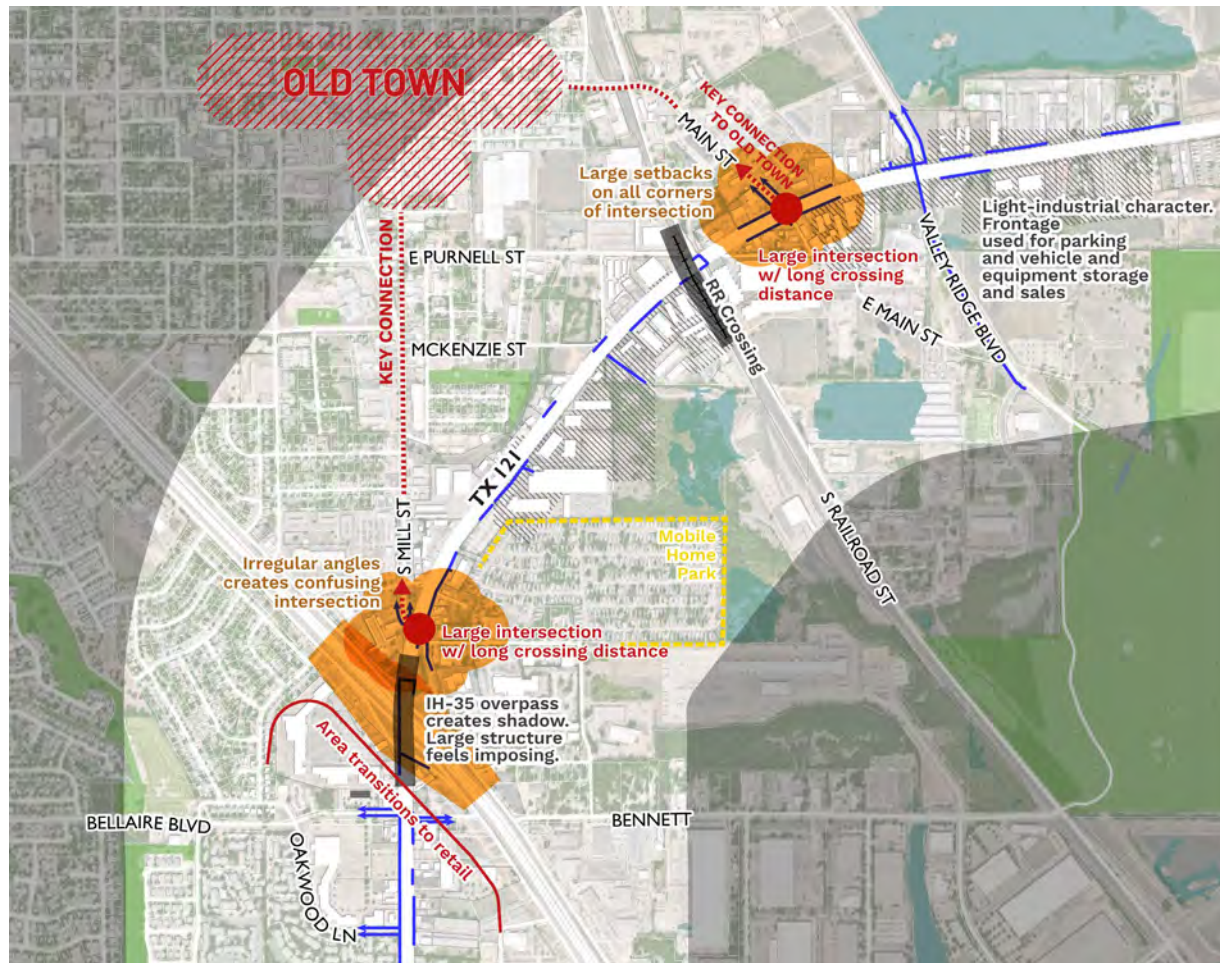 OLD TOWN
KEY CONNECTION
TO OLD TOWN
MAIN ST
Large setbacks
on all corners
of intersection
Light-industrial character.
Frontage
used for parking
and vehicle and
equipment storage
and sales
VALLEY RIDGE BLVD
E PURNELL ST
Large intersection
w/ long crossing
distance
RR Crossing
E MAIN ST
KEY CONNECTION
MCKENZIE ST
TX 121
S MILL ST
S RAILROAD ST
Mobile
Home
Park
Irregular angles
creates confusing
intersection
Large intersection
w/ long crossing distance
IH-35 overpass
creates shadow.
Large structure
feels imposing.
Area transitions to retail
BELLAIRE BLVD
BENNETT
OAKWOOD LN